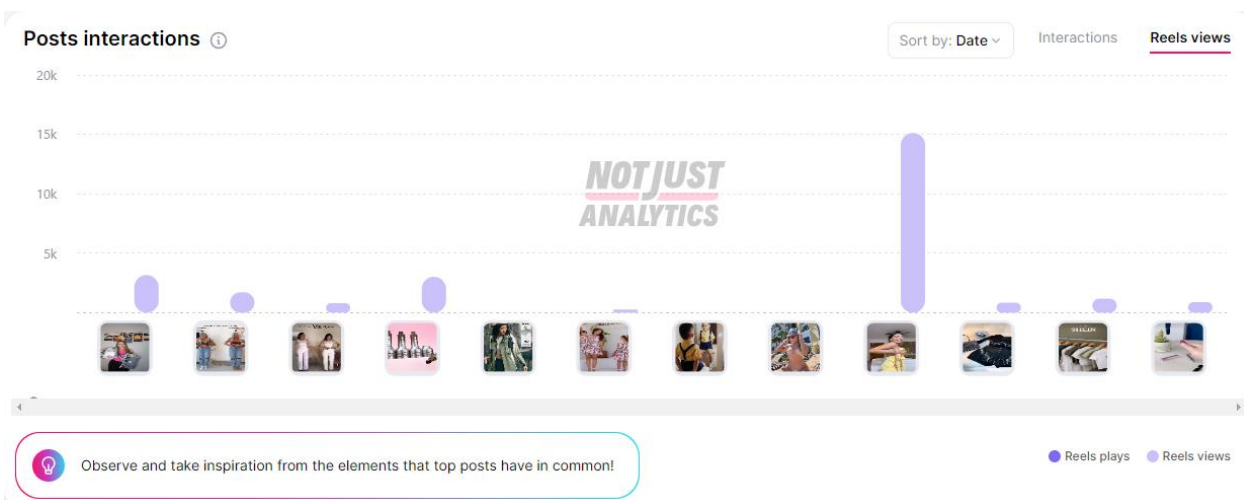 Posts interactions
Sort by: Date
Interactions
Reels views
20k
15k
10k
5k
NOT JUST
ANALYTICS
Observe and take inspiration from the elements that top posts have in common!
Reels plays
Reels views